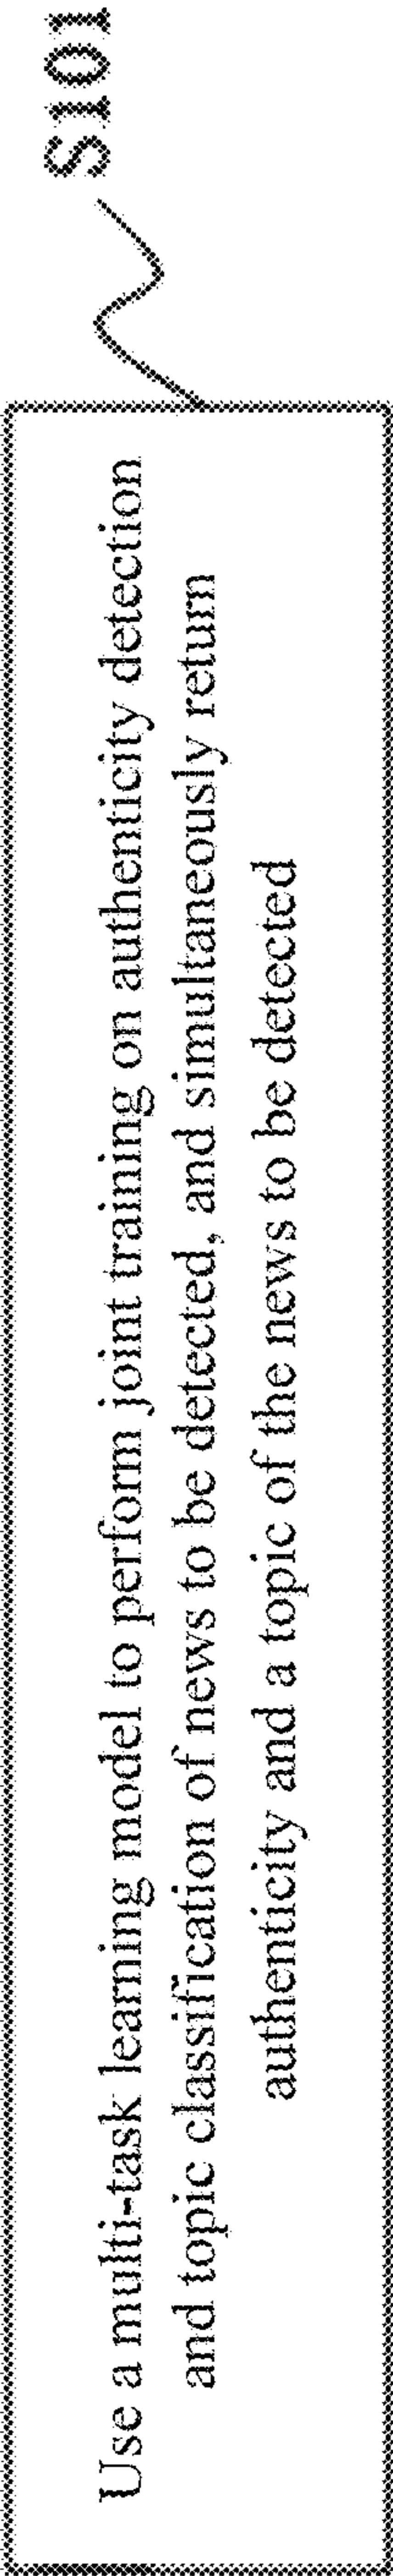 Use a multi-task learning model to perform joint training on authenticity detection
and topic classification of news to be detected, and simultaneously return
authenticity and a topic of the news to be detected
S101